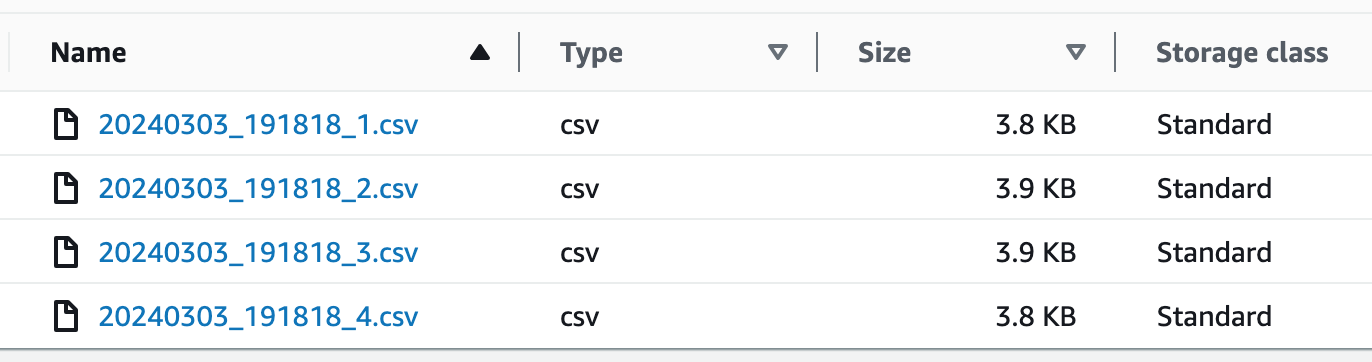 Name Type Size Storage class
20240303_191818_1.csv csv 3.8 KB Standard
20240303_191818_2.csv csv 3.9 KB Standard
20240303_191818_3.csv csv 3.9 KB Standard
20240303_191818_4.csv csv 3.8 KB Standard